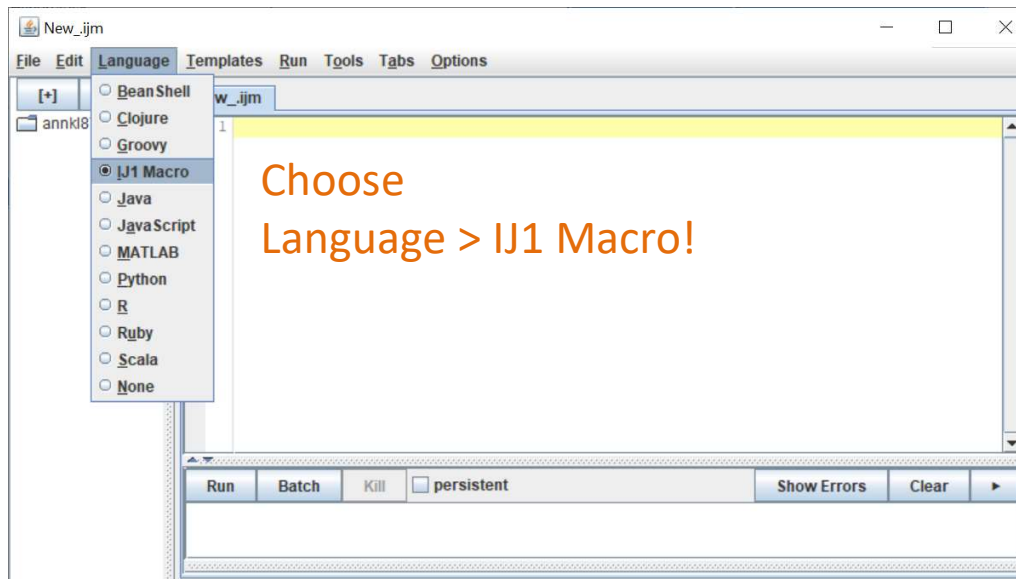 New_.ijm
File Edit Language Templates Run Tools Tabs Options
[+]
w_.ijm
annkl8
1
BeanShell
Clojure
Groovy
IJ1 Macro
Java
JavaScript
MATLAB
Python
R
Ruby
Scala
None
Choose
Language > IJ1 Macro!
Run Batch Kill persistent Show Errors Clear